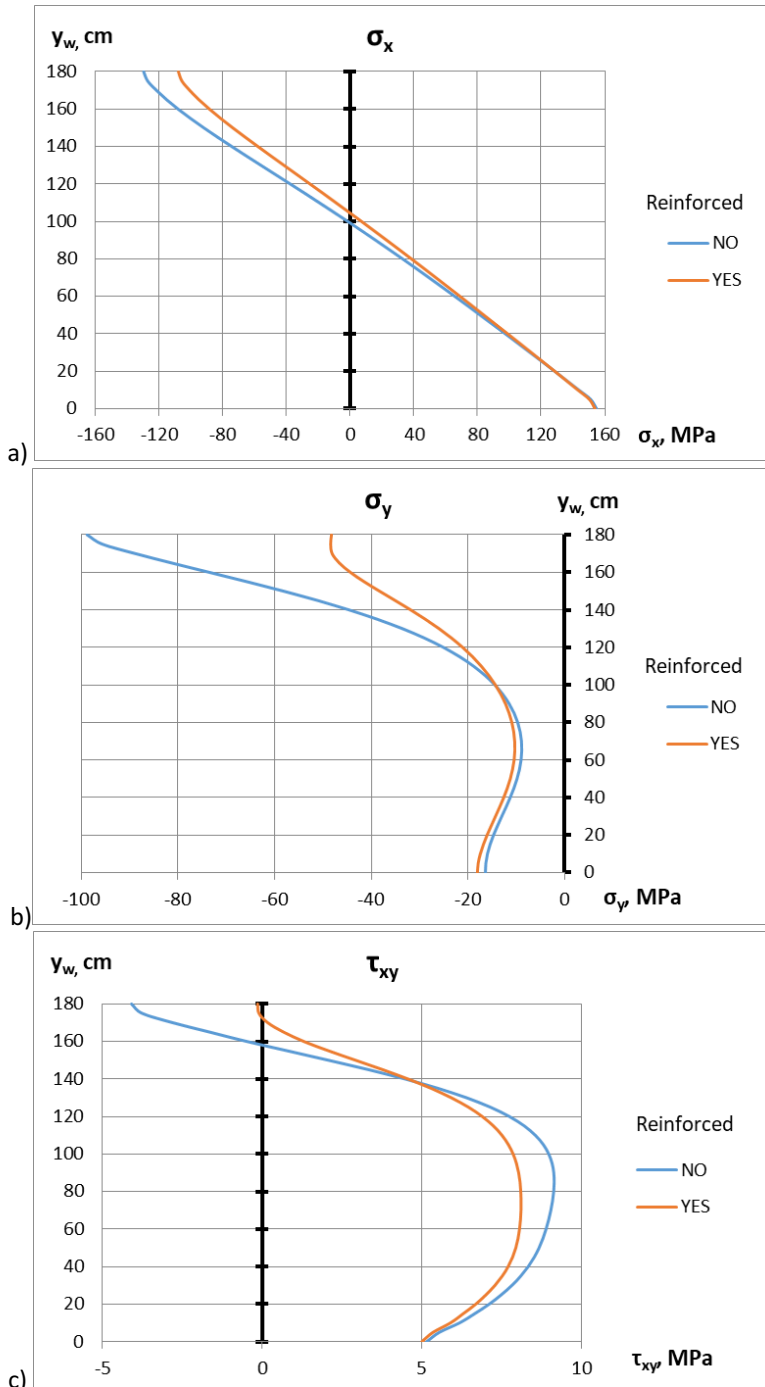 y_w, cm
σ_x
180
160
140
120
100
80
60
40
20
0
-160 -120 -80 -40 0 40 80 120 160
σ_x, MPa
Reinforced
NO
YES
a)
σ_y
y_w, cm
180
160
140
120
100
80
60
40
20
0
-100 -80 -60 -40 -20 0
σ_y, MPa
Reinforced
NO
YES
b)
y_w, cm
τ_xy
180
160
140
120
100
80
60
40
20
0
-5 0 5 10
τ_xy, MPa
Reinforced
NO
YES
c)